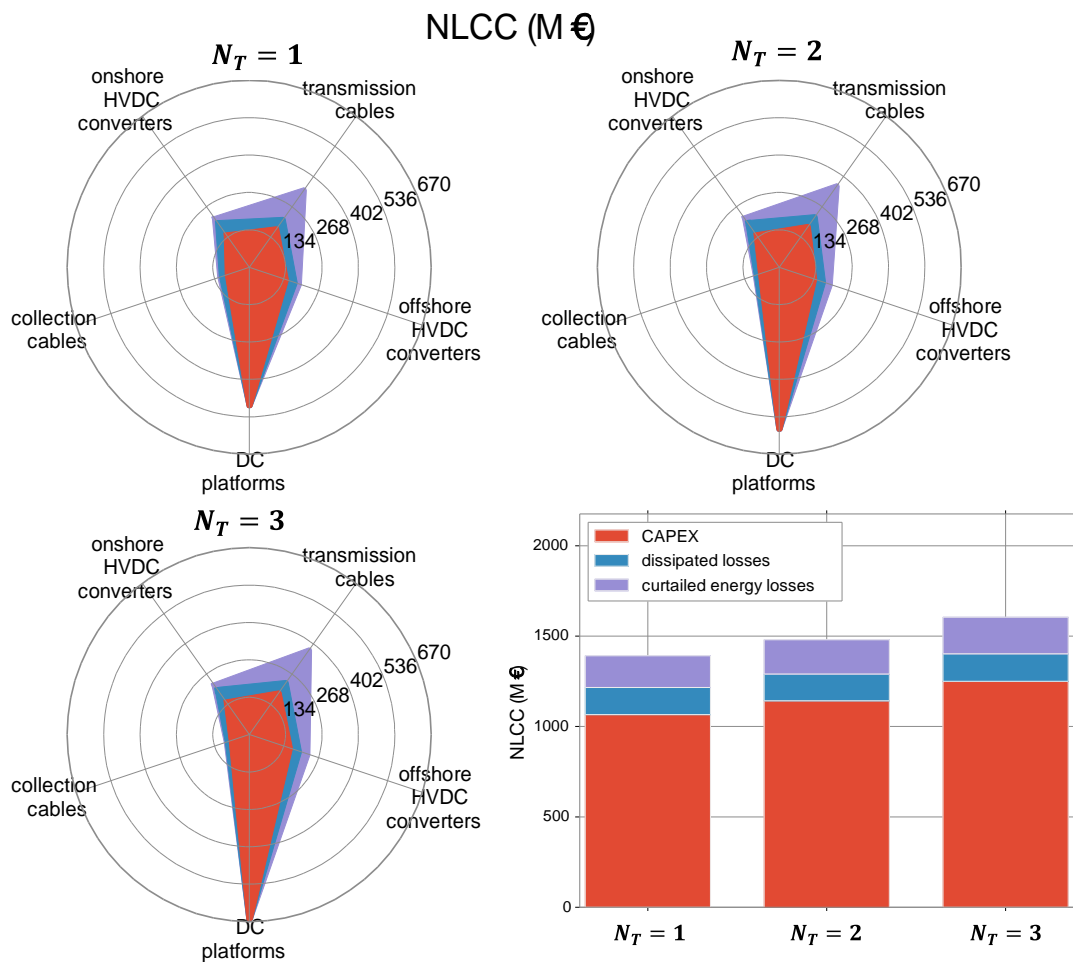 NLCC (M €)
N_T = 1
onshore
HVDC
converters
transmission
cables
670
536
402
268
134
collection
cables
offshore
HVDC
converters
DC
platforms
N_T = 2
onshore
HVDC
converters
transmission
cables
670
536
402
268
134
collection
cables
offshore
HVDC
converters
DC
platforms
N_T = 3
onshore
HVDC
converters
transmission
cables
670
536
402
268
134
collection
cables
offshore
HVDC
converters
DC
platforms
CAPEX
dissipated losses
curtailed energy losses
NLCC (M €)
2000
1500
1000
500
0
N_T = 1
N_T = 2
N_T = 3